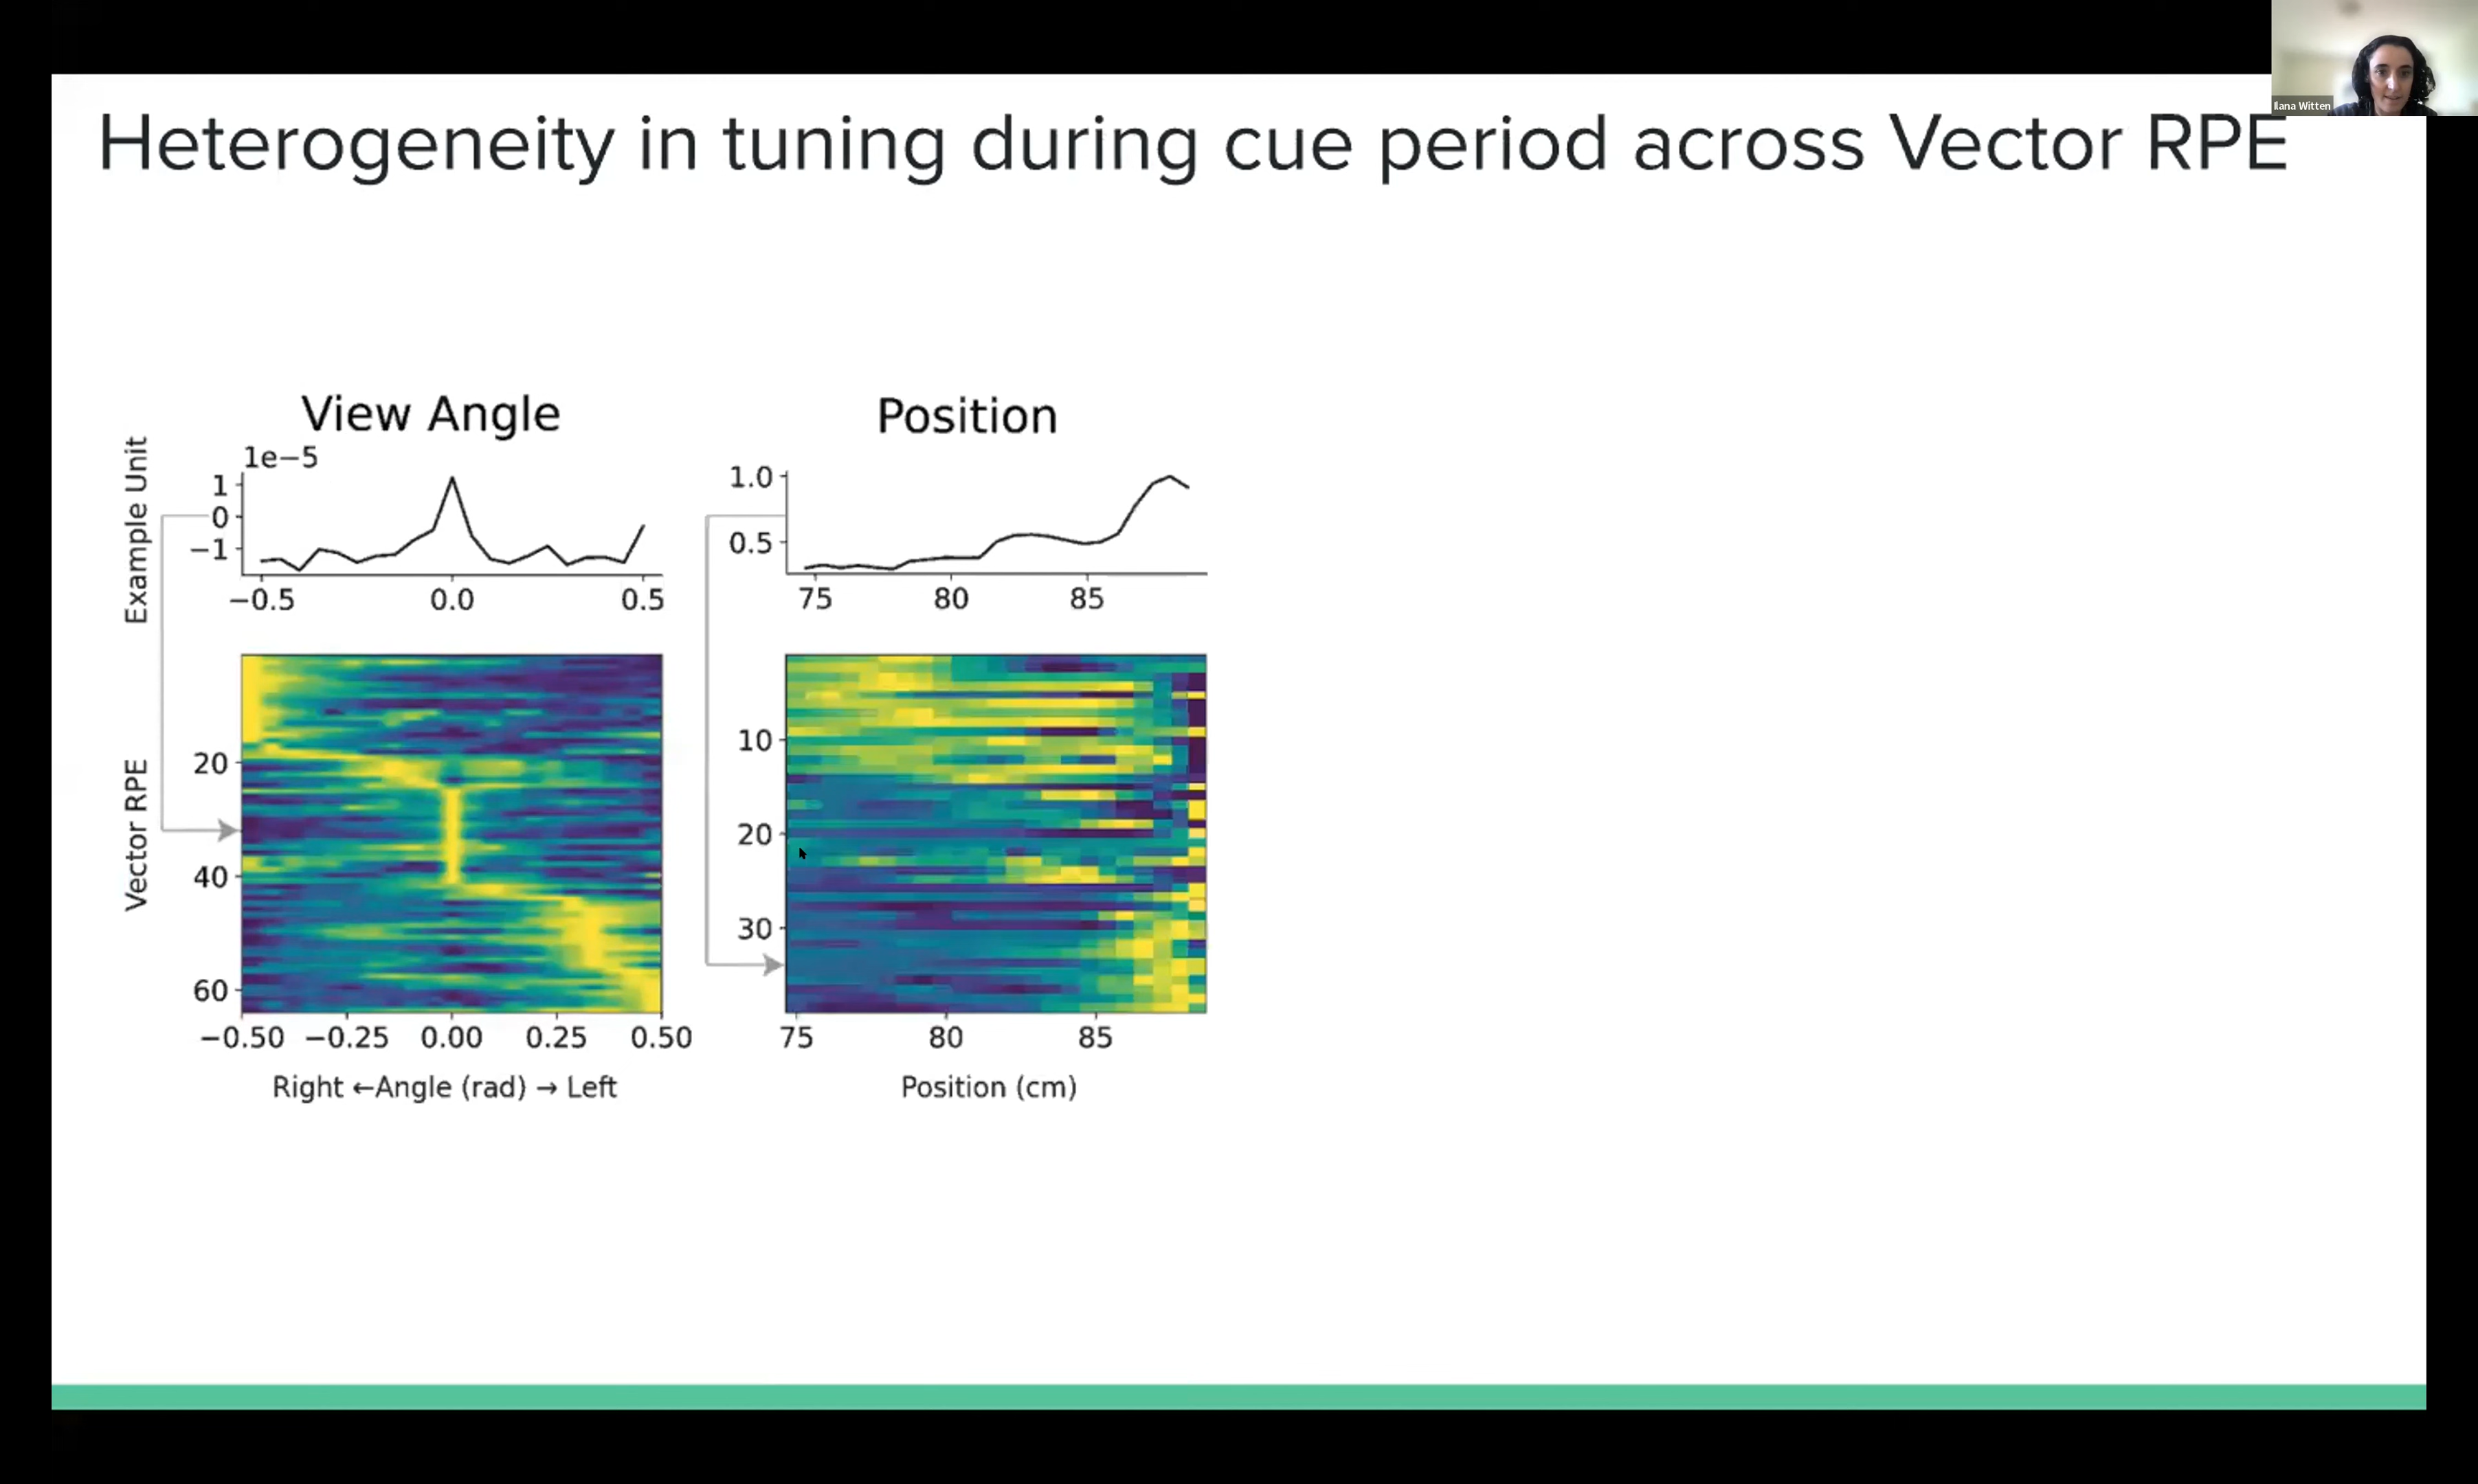 Ilana Witten
Heterogeneity in tuning during cue period across Vector RPE
View Angle
Position
Example Unit
1e−5
1
0
−1
−0.5
0.0
0.5
1.0
0.5
75
80
85
Vector RPE
20
40
60
−0.50
−0.25
0.00
0.25
0.50
Right ←Angle (rad) → Left
10
20
30
75
80
85
Position (cm)